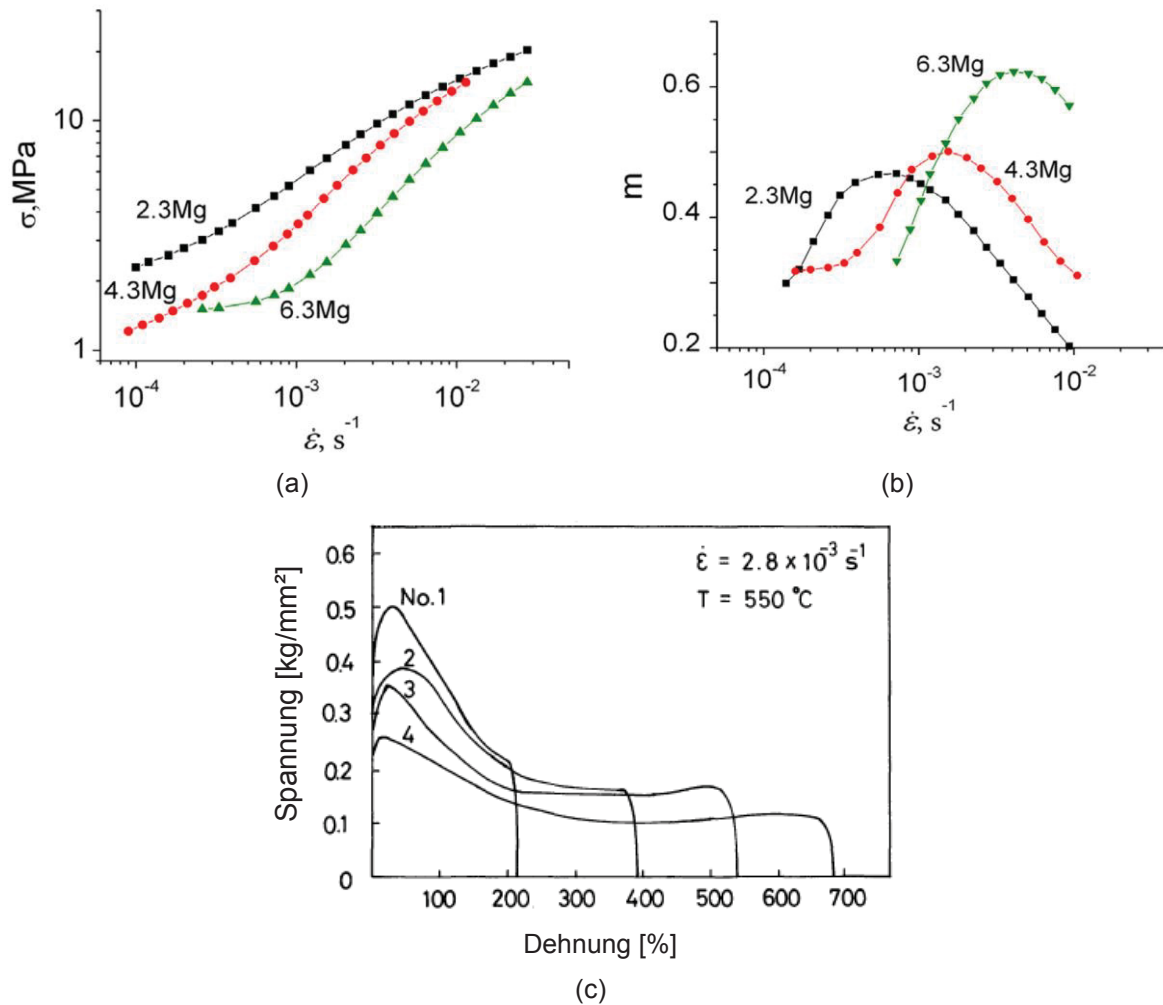 σ,MPa
10
1
2.3Mg
4.3Mg
6.3Mg
10⁻⁴
10⁻³
10⁻²
ε̇, s⁻¹
(a)
m
0.6
0.4
0.2
6.3Mg
4.3Mg
2.3Mg
10⁻⁴
10⁻³
10⁻²
ε̇, s⁻¹
(b)
Spannung [kg/mm²]
0.6
0.5
0.4
0.3
0.2
0.1
0
ε̇ = 2.8 × 10⁻³ s⁻¹
T = 550 °C
No.1
2
3
4
100
200
300
400
500
600
700
Dehnung [%]
(c)